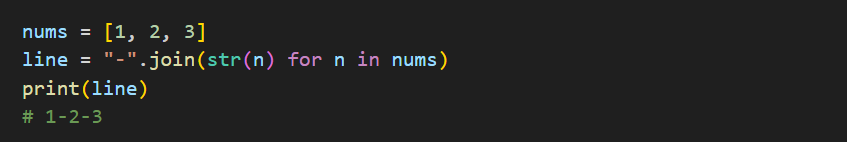 nums = [1, 2, 3]
line = "-".join(str(n) for n in nums)
print(line)
# 1-2-3